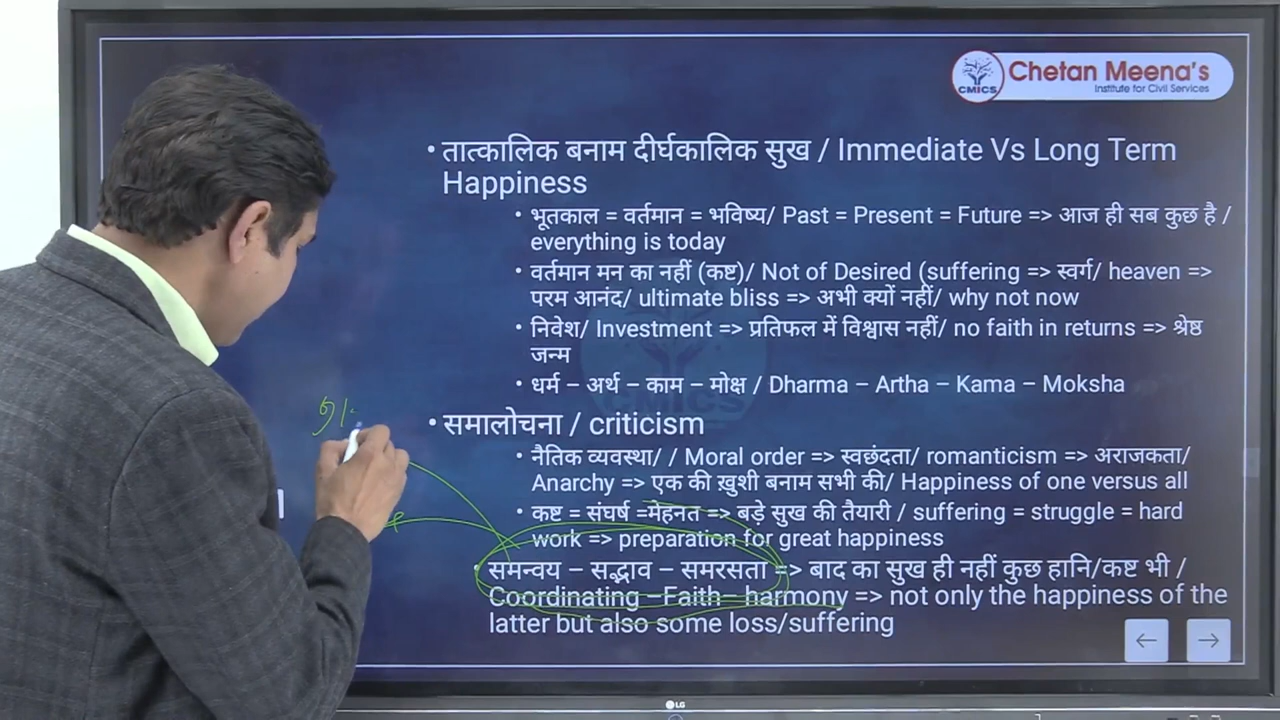 Chetan Meena's
Institute for Civil Services
CMICS
• तात्कालिक बनाम दीर्घकालिक सुख / Immediate Vs Long Term
Happiness
• भूतकाल = वर्तमान = भविष्य/ Past = Present = Future => आज ही सब कुछ है /
everything is today
• वर्तमान मन का नहीं (कष्ट)/ Not of Desired (suffering => स्वर्ग/ heaven =>
परम आनंद/ ultimate bliss => अभी क्यों नहीं/ why not now
• निवेश/ Investment => प्रतिफल में विश्वास नहीं/ no faith in returns => श्रेष्ठ
जन्म
• धर्म – अर्थ – काम – मोक्ष / Dharma – Artha – Kama – Moksha
CMICS
• समालोचना / criticism
• नैतिक व्यवस्था/ / Moral order => स्वछंदता/ romanticism => अराजकता/
Anarchy => एक की ख़ुशी बनाम सभी की/ Happiness of one versus all
• कष्ट = संघर्ष =मेहनत => बड़े सुख की तैयारी / suffering = struggle = hard
work => preparation for great happiness
• समन्वय – सद्भाव – समरसता => बाद का सुख ही नहीं कुछ हानि/कष्ट भी /
Coordinating –Faith– harmony => not only the happiness of the
latter but also some loss/suffering
LG